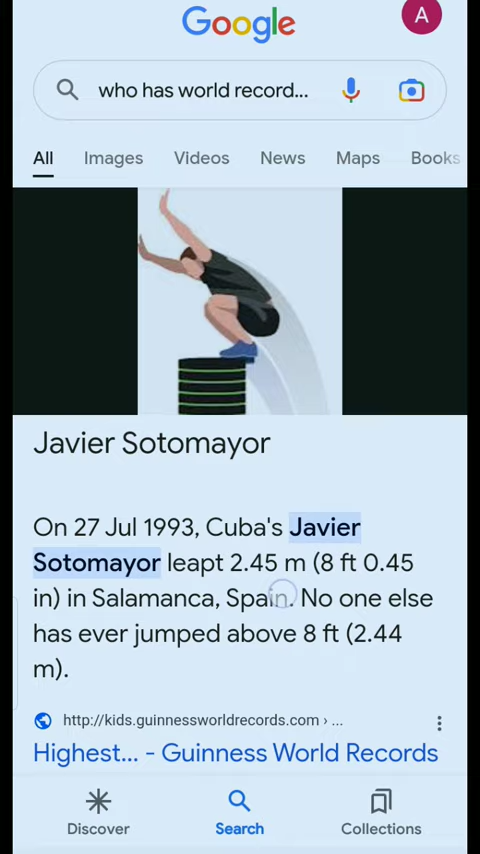 Google
A
who has world record...
All Images Videos News Maps Books
Javier Sotomayor
On 27 Jul 1993, Cuba's Javier
Sotomayor leapt 2.45 m (8 ft 0.45
in) in Salamanca, Spain. No one else
has ever jumped above 8 ft (2.44
m).
http://kids.guinnessworldrecords.com › ...
Highest... - Guinness World Records
Discover Search Collections